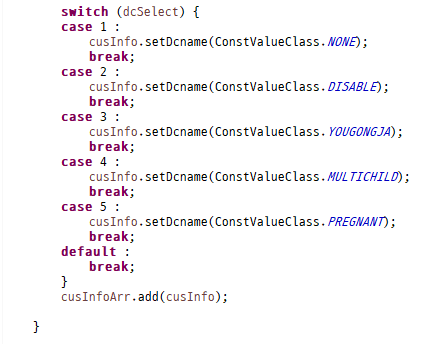 switch (dcSelect) {
case 1 :
cusInfo.setDcname(ConstValueClass.NONE);
break;
case 2 :
cusInfo.setDcname(ConstValueClass.DISABLE);
break;
case 3 :
cusInfo.setDcname(ConstValueClass.YOUGONGJA);
break;
case 4 :
cusInfo.setDcname(ConstValueClass.MULTICHILD);
break;
case 5 :
cusInfo.setDcname(ConstValueClass.PREGNANT);
break;
default :
break;
}
cusInfoArr.add(cusInfo);
}